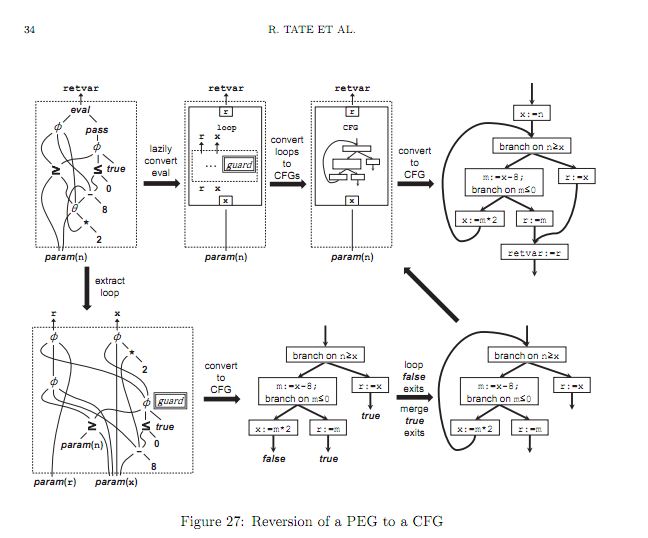 34
R. TATE ET AL.
retvar
eval
ϕ
pass
ϕ
≥
≤
true
0
-
θ
8
*
2
param(n)
lazily
convert
eval
retvar
r
loop
r x
... guard
r x
x
param(n)
convert
loops
to
CFGs
retvar
r
CFG
x
param(n)
convert
to
CFG
x:=n
branch on n≥x
m:=x-8;
branch on m≤0
r:=x
x:=m*2
r:=m
retvar:=r
extract
loop
r
x
ϕ
ϕ
*
2
ϕ
ϕ
guard
≥
≤
true
param(n)
0
-
8
param(r)
param(x)
convert
to
CFG
branch on n≥x
m:=x-8;
branch on m≤0
r:=x
true
x:=m*2
r:=m
false
true
loop
false
exits
merge
true
exits
branch on n≥x
m:=x-8;
branch on m≤0
r:=x
x:=m*2
r:=m
Figure 27: Reversion of a PEG to a CFG